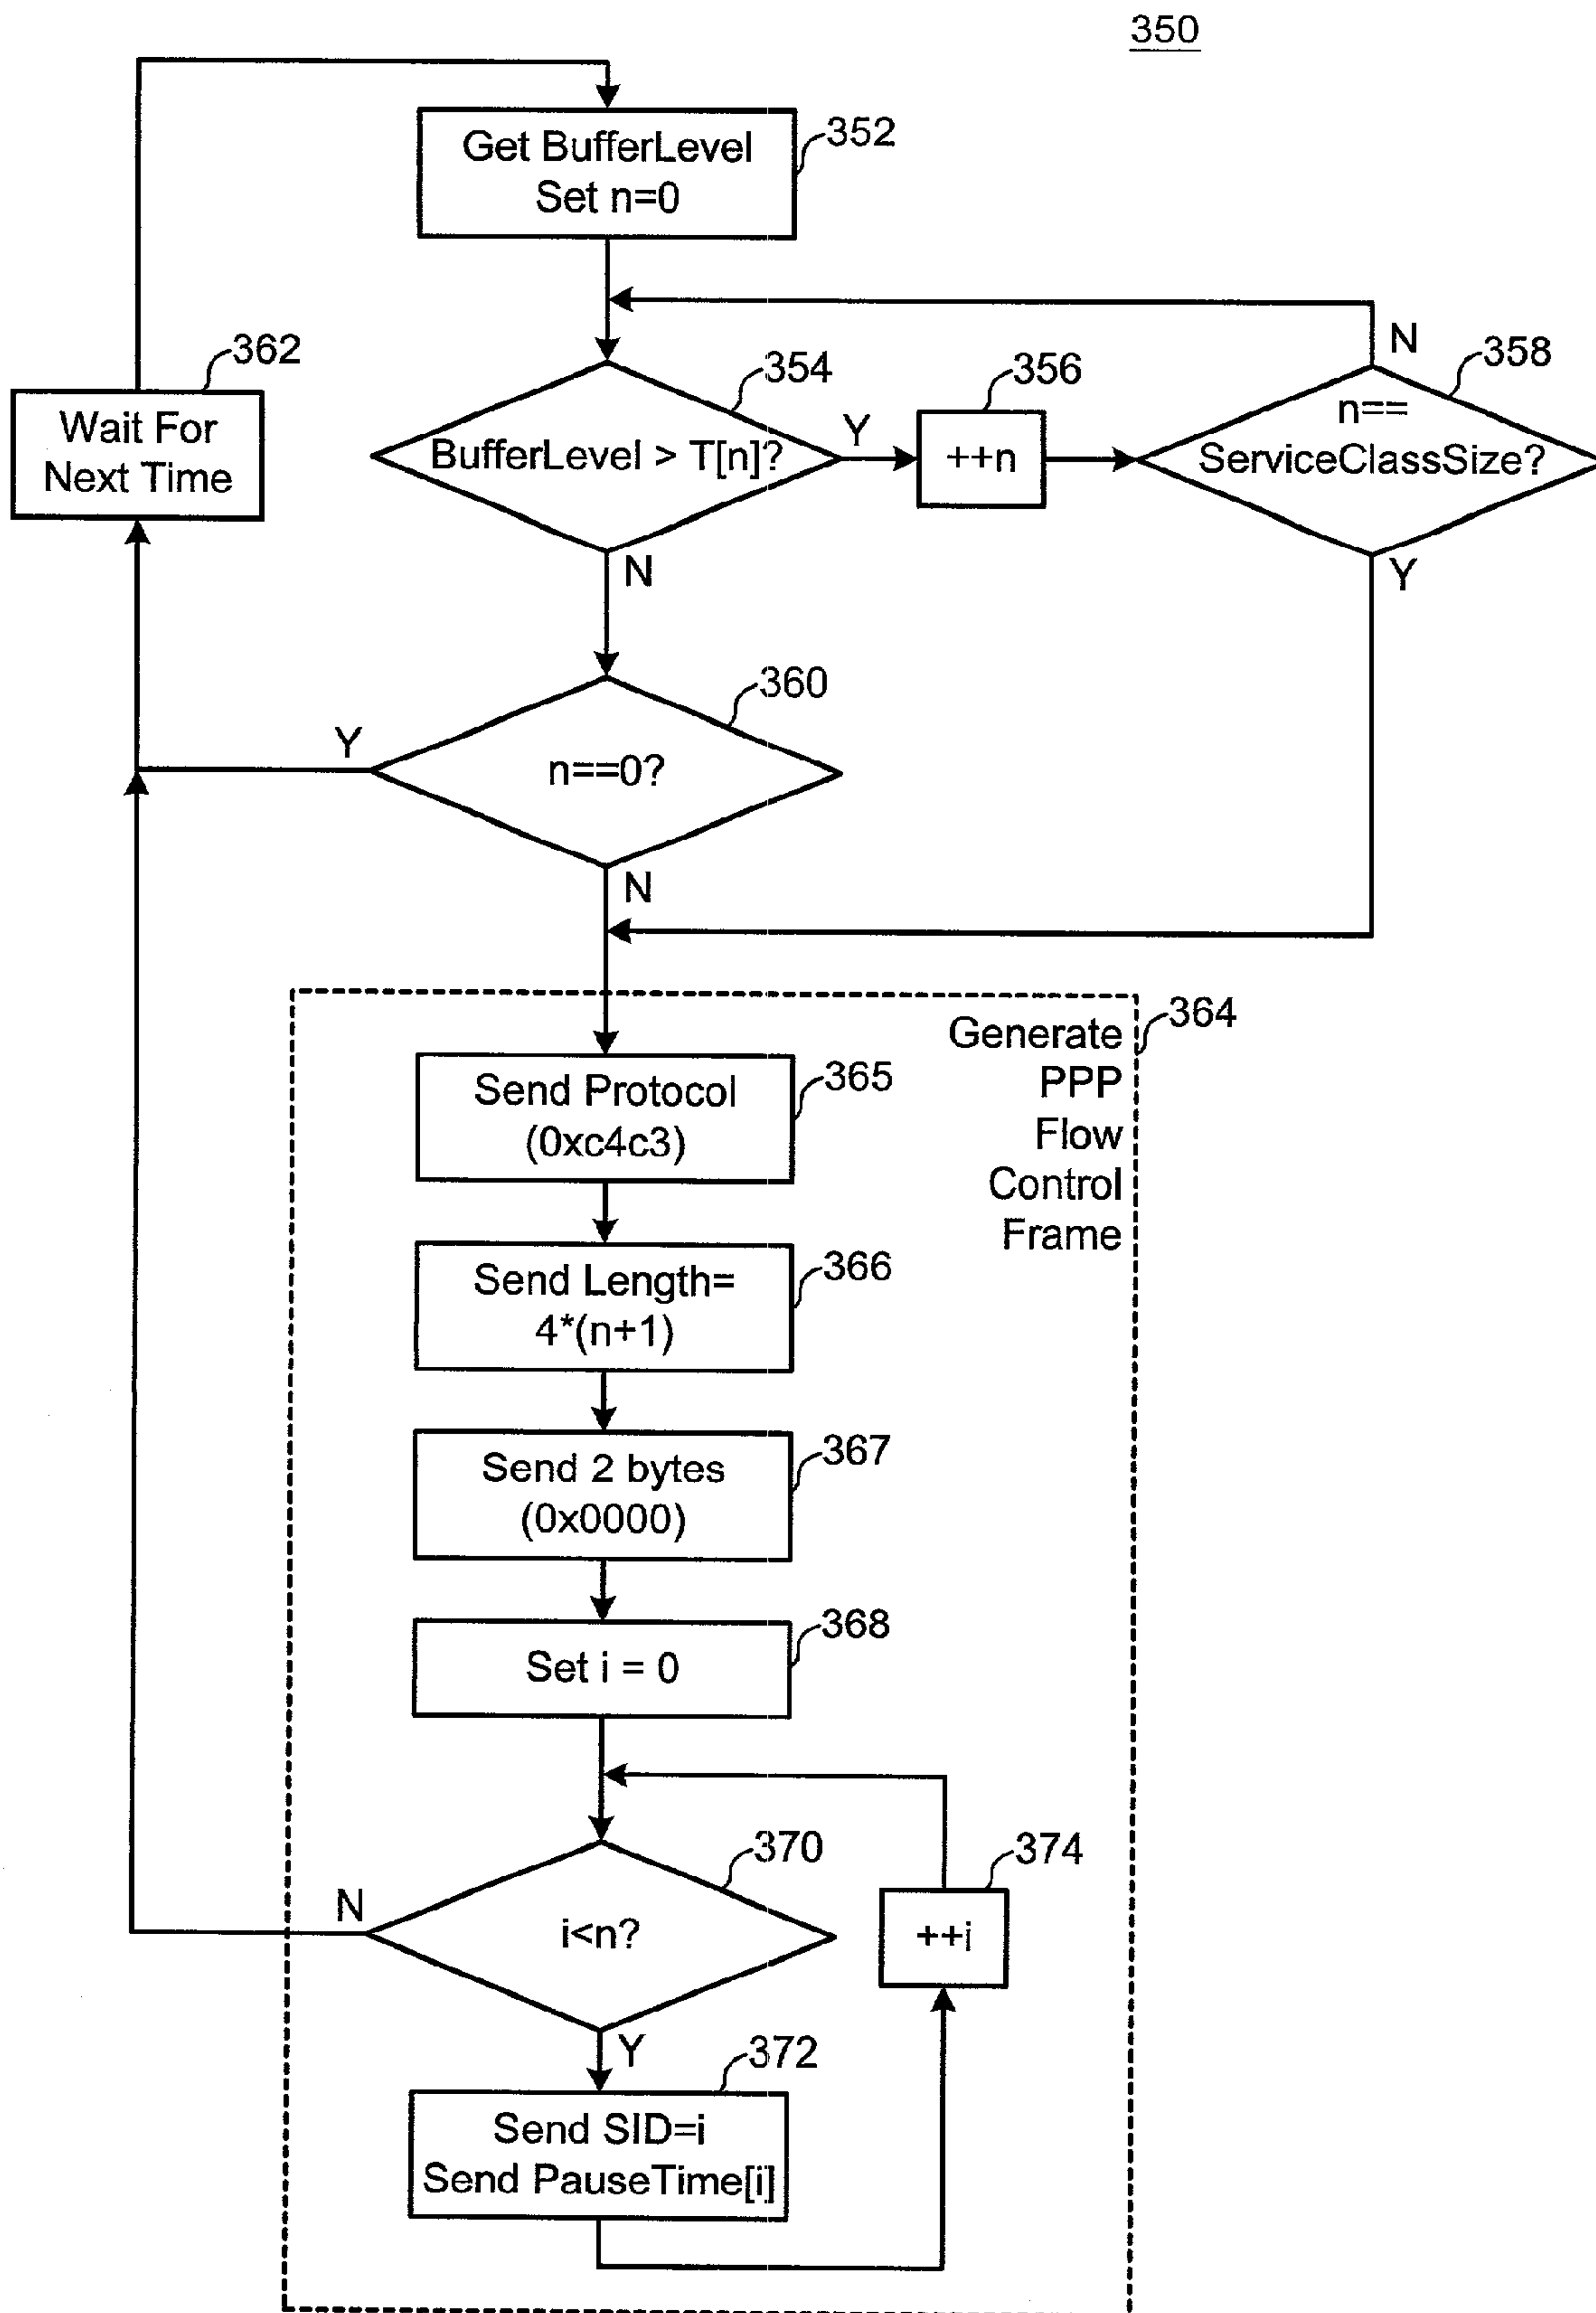 350
Get BufferLevel
Set n=0
352
362
Wait For
Next Time
354
BufferLevel > T[n]?
Y
N
356
++n
N
358
n==
ServiceClassSize?
Y
360
Y
n==0?
N
364
Generate
PPP
Flow
Control
Frame
Send Protocol
(0xc4c3)
365
Send Length=
4*(n+1)
366
Send 2 bytes
(0x0000)
367
Set i = 0
368
370
N
i<n?
Y
374
++i
372
Send SID=i
Send PauseTime[i]